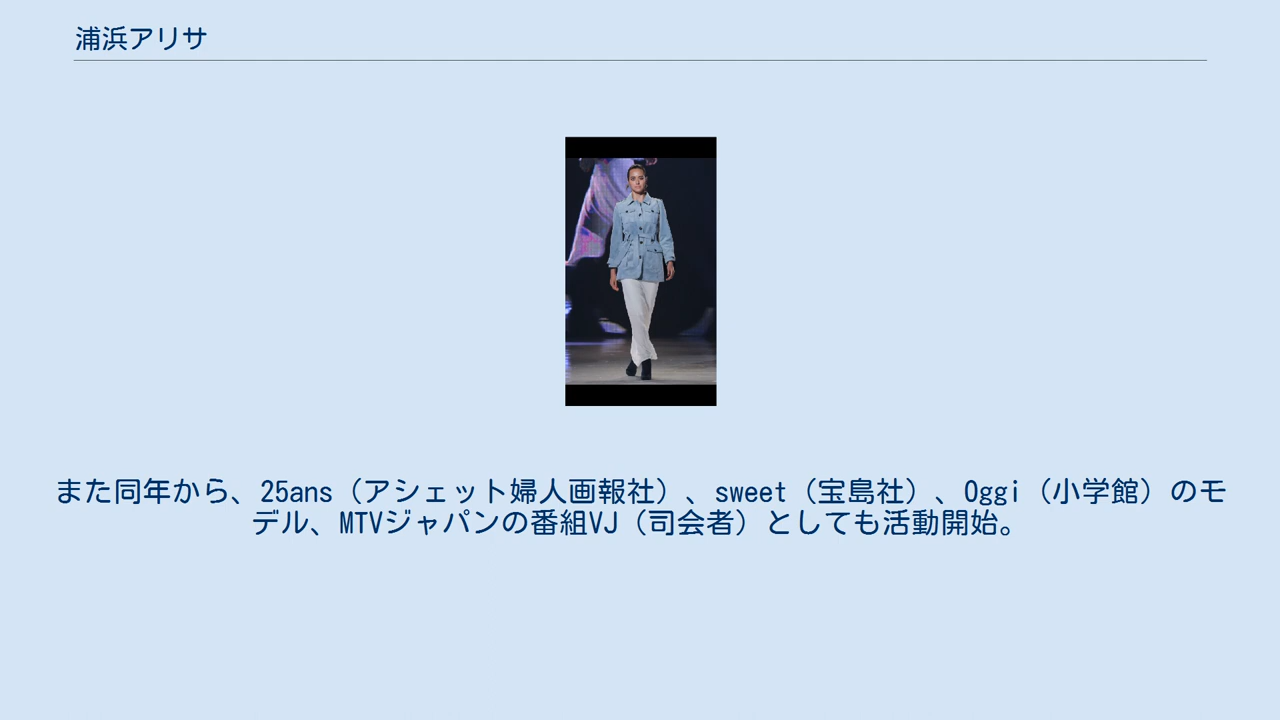 浦浜アリサ
また同年から、25ans（アシェット婦人画報社）、sweet（宝島社）、Oggi（小学館）のモ
デル、MTVジャパンの番組VJ（司会者）としても活動開始。